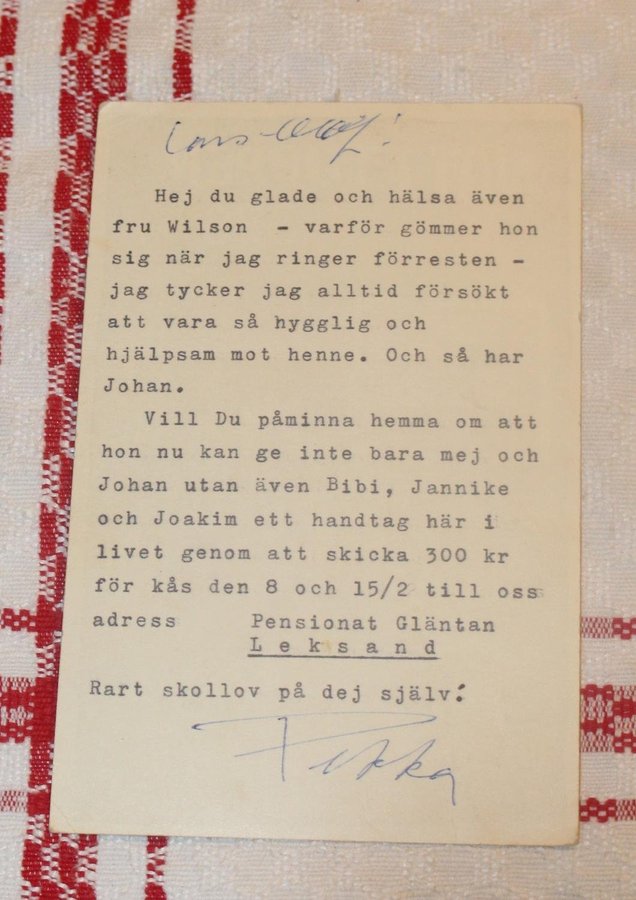 Lars-Olof!
Hej du glade och hälsa även
fru Wilson - varför gömmer hon
sig när jag ringer förresten -
jag tycker jag alltid försökt
att vara så hygglig och
hjälpsam mot henne. Och så har
Johan.
Vill Du påminna hemma om att
hon nu kan ge inte bara mej och
Johan utan även Bibi, Jannike
och Joakim ett handtag här i
livet genom att skicka 300 kr
för kås den 8 och 15/2 till oss
adress Pensionat Gläntan
Leksand
Rart skollov på dej själv!
Pekka